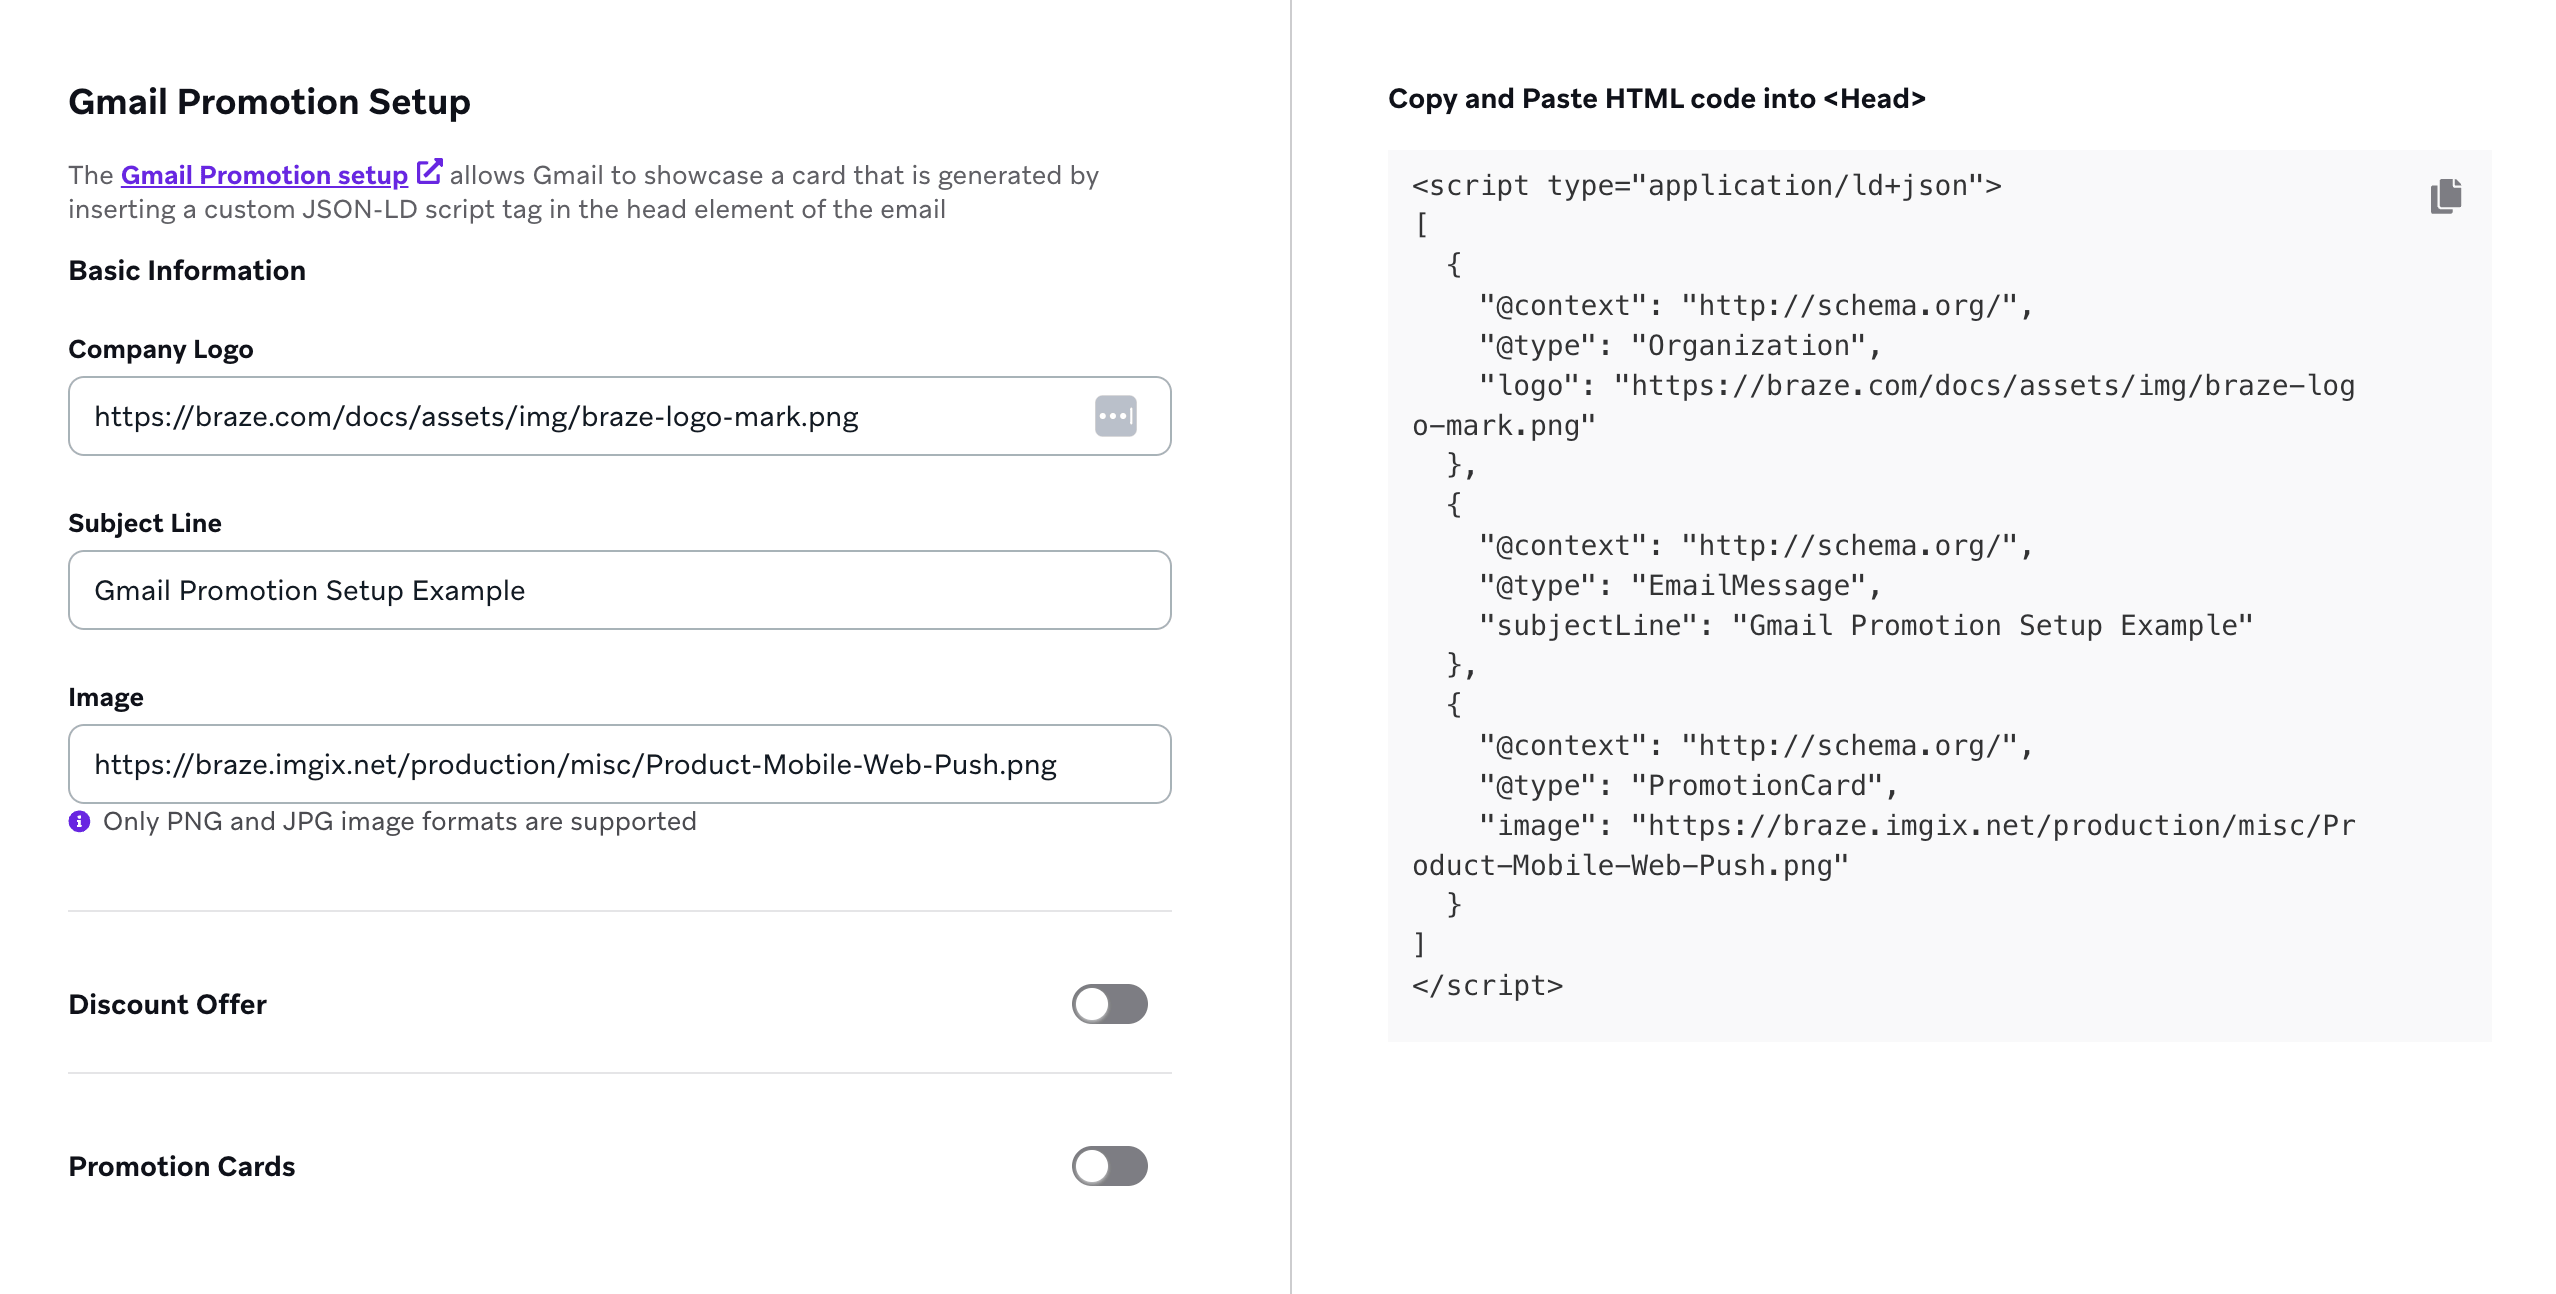 Gmail Promotion Setup
The Gmail Promotion setup allows Gmail to showcase a card that is generated by
inserting a custom JSON-LD script tag in the head element of the email
Basic Information
Company Logo
https://braze.com/docs/assets/img/braze-logo-mark.png
Subject Line
Gmail Promotion Setup Example
Image
https://braze.imgix.net/production/misc/Product-Mobile-Web-Push.png
Only PNG and JPG image formats are supported
Discount Offer
Promotion Cards
Copy and Paste HTML code into <Head>
<script type="application/ld+json">
[
  {
    "@context": "http://schema.org/",
    "@type": "Organization",
    "logo": "https://braze.com/docs/assets/img/braze-log
o-mark.png"
  },
  {
    "@context": "http://schema.org/",
    "@type": "EmailMessage",
    "subjectLine": "Gmail Promotion Setup Example"
  },
  {
    "@context": "http://schema.org/",
    "@type": "PromotionCard",
    "image": "https://braze.imgix.net/production/misc/Pr
oduct-Mobile-Web-Push.png"
  }
]
</script>